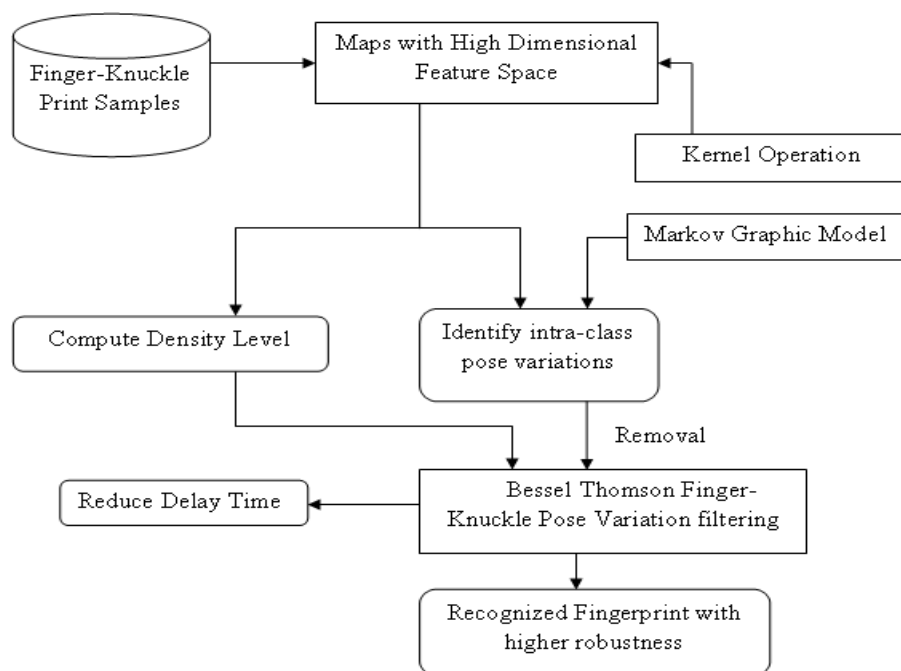 Finger-Knuckle
Print Samples
Maps with High Dimensional
Feature Space
Kernel Operation
Markov Graphic Model
Compute Density Level
Identify intra-class
pose variations
Removal
Reduce Delay Time
Bessel Thomson Finger-
Knuckle Pose Variation filtering
Recognized Fingerprint with
higher robustness